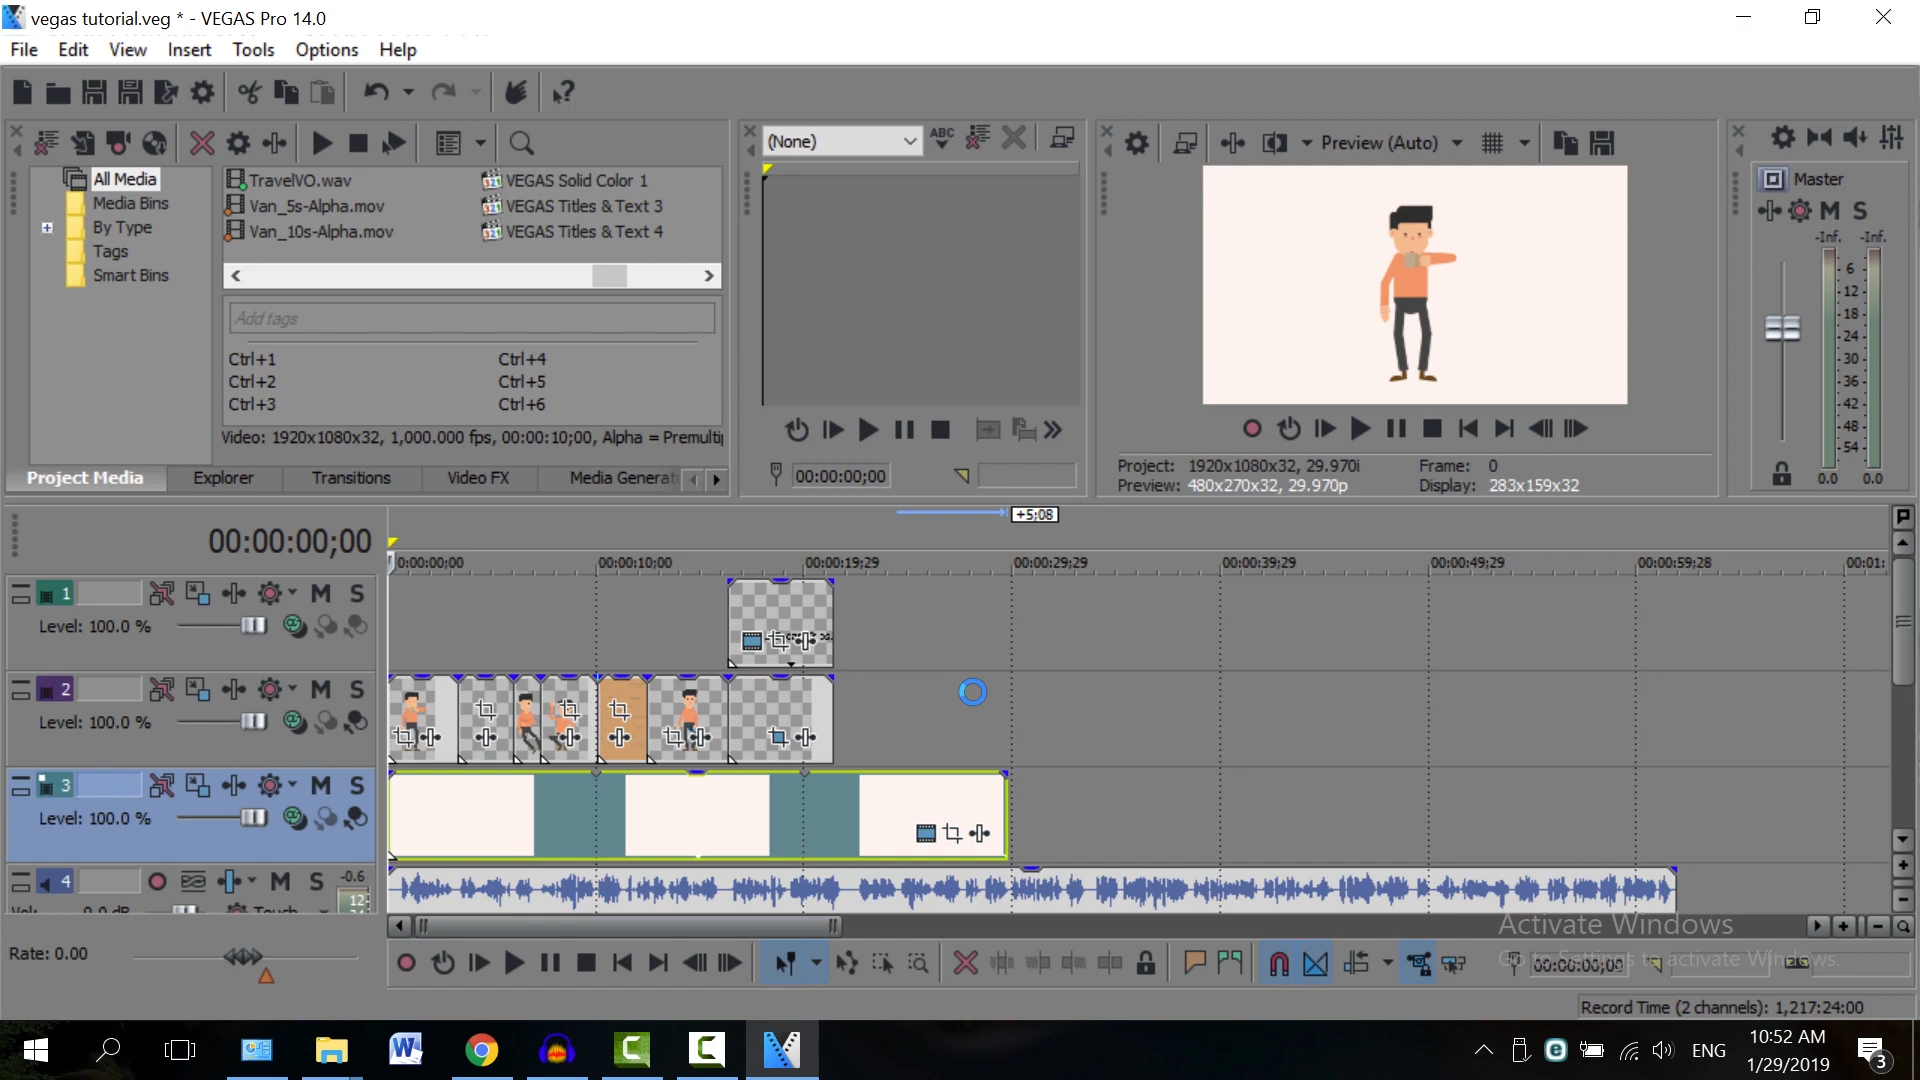 vegas tutorial.veg * - VEGAS Pro 14.0
File Edit View Insert Tools Options Help
All Media
Media Bins
By Type
Tags
Smart Bins
TravelVO.wav
Van_5s-Alpha.mov
Van_10s-Alpha.mov
VEGAS Solid Color 1
VEGAS Titles & Text 3
VEGAS Titles & Text 4
Add tags
Ctrl+1 Ctrl+4
Ctrl+2 Ctrl+5
Ctrl+3 Ctrl+6
Video: 1920x1080x32, 1,000.000 fps, 00:00:10;00, Alpha = Premulti
Project Media Explorer Transitions Video FX Media Generat
(None)
ABC
00:00:00;00
Preview (Auto)
Project: 1920x1080x32, 29.970i
Preview: 480x270x32, 29.970p
Frame: 0
Display: 283x159x32
Master
M S
-Inf. -Inf.
6
12
18
24
30
36
42
48
54
0.0 0.0
+5;08
00:00:00;00
0:00:00;00 00:00:10;00 00:00:19;29 00:00:29;29 00:00:39;29 00:00:49;29 00:00:59;28 00:01:
1 M S
Level: 100.0 %
2 M S
Level: 100.0 %
3 M S
Level: 100.0 %
4 M S -0.6
12
Touch
Rate: 0.00
Activate Windows
Go to Settings to activate Windows.
00:00:00;00
Record Time (2 channels): 1,217:24:00
ENG
10:52 AM
1/29/2019
3